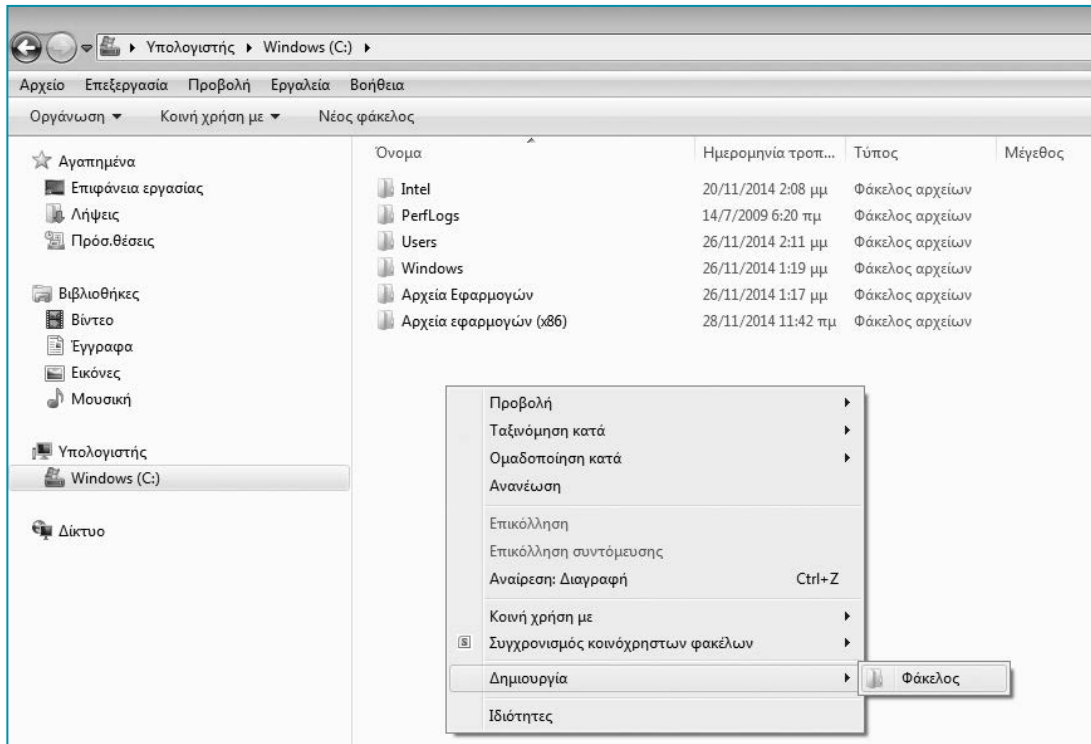 Υπολογιστής Windows (C:)
Αρχείο Επεξεργασία Προβολή Εργαλεία Βοήθεια
Οργάνωση Κοινή χρήση με Νέος φάκελος
Αγαπημένα
Επιφάνεια εργασίας
Λήψεις
Πρόσ.θέσεις
Βιβλιοθήκες
Βίντεο
Έγγραφα
Εικόνες
Μουσική
Υπολογιστής
Windows (C:)
Δίκτυο
Όνομα Ημερομηνία τροπ... Τύπος Μέγεθος
Intel 20/11/2014 2:08 μμ Φάκελος αρχείων
PerfLogs 14/7/2009 6:20 πμ Φάκελος αρχείων
Users 26/11/2014 2:11 μμ Φάκελος αρχείων
Windows 26/11/2014 1:19 μμ Φάκελος αρχείων
Αρχεία Εφαρμογών 26/11/2014 1:17 μμ Φάκελος αρχείων
Αρχεία εφαρμογών (x86) 28/11/2014 11:42 πμ Φάκελος αρχείων
Προβολή
Ταξινόμηση κατά
Ομαδοποίηση κατά
Ανανέωση
Επικόλληση
Επικόλληση συντόμευσης
Αναίρεση: Διαγραφή Ctrl+Z
Κοινή χρήση με
S Συγχρονισμός κοινόχρηστων φακέλων
Δημιουργία Φάκελος
Ιδιότητες